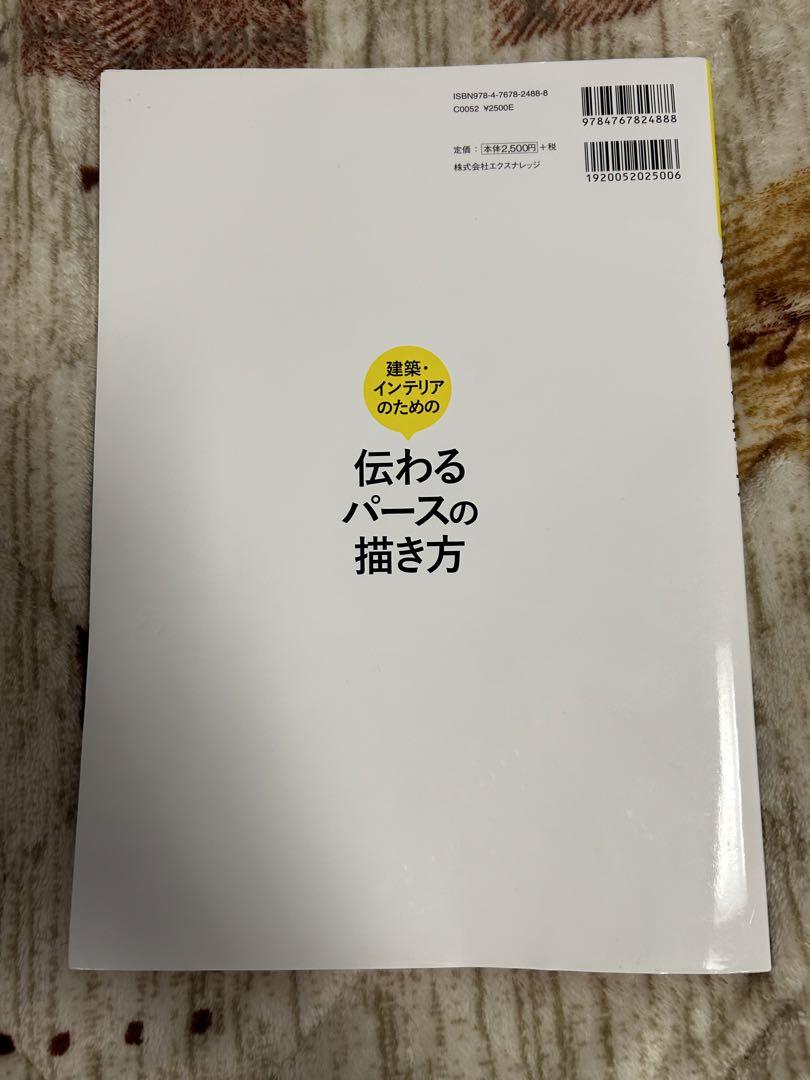 ISBN978-4-7678-2488-8
C0052 ¥2500E
9784767824888
定価：本体2,500円+税
株式会社エクスナレッジ
1920052025006
建築・
インテリア
のための
伝わる
パースの
描き方